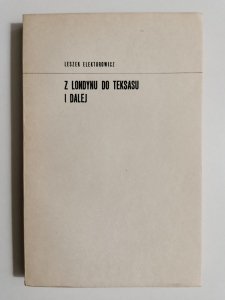 LESZEK ELEKTOROWICZ
Z LONDYNU DO TEKSASU
I DALEJ